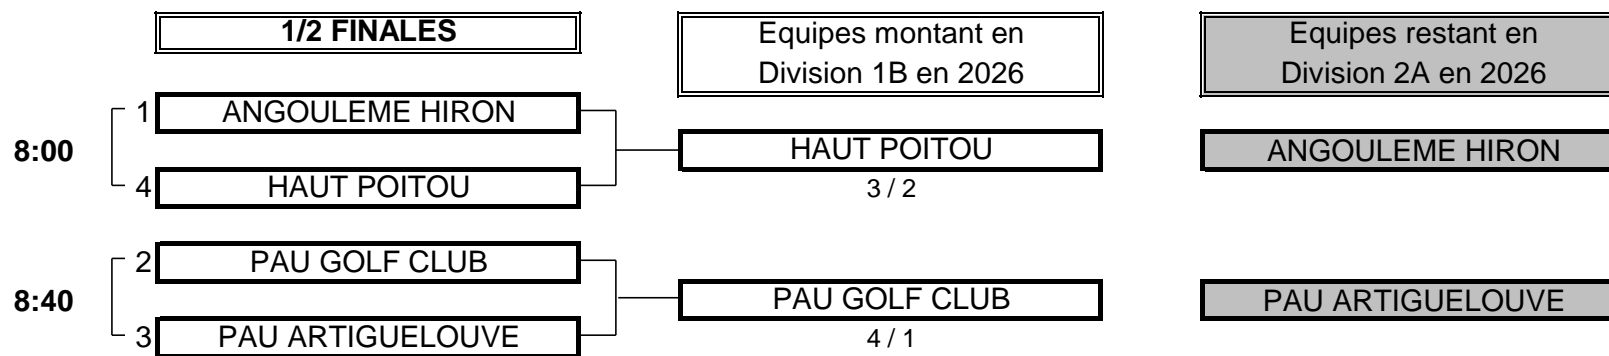 1/2 FINALES
Equipes montant en
Division 1B en 2026
Equipes restant en
Division 2A en 2026
1 ANGOULEME HIRON
8:00
HAUT POITOU
ANGOULEME HIRON
4 HAUT POITOU
3 / 2
2 PAU GOLF CLUB
8:40
PAU GOLF CLUB
PAU ARTIGUELOUVE
3 PAU ARTIGUELOUVE
4 / 1